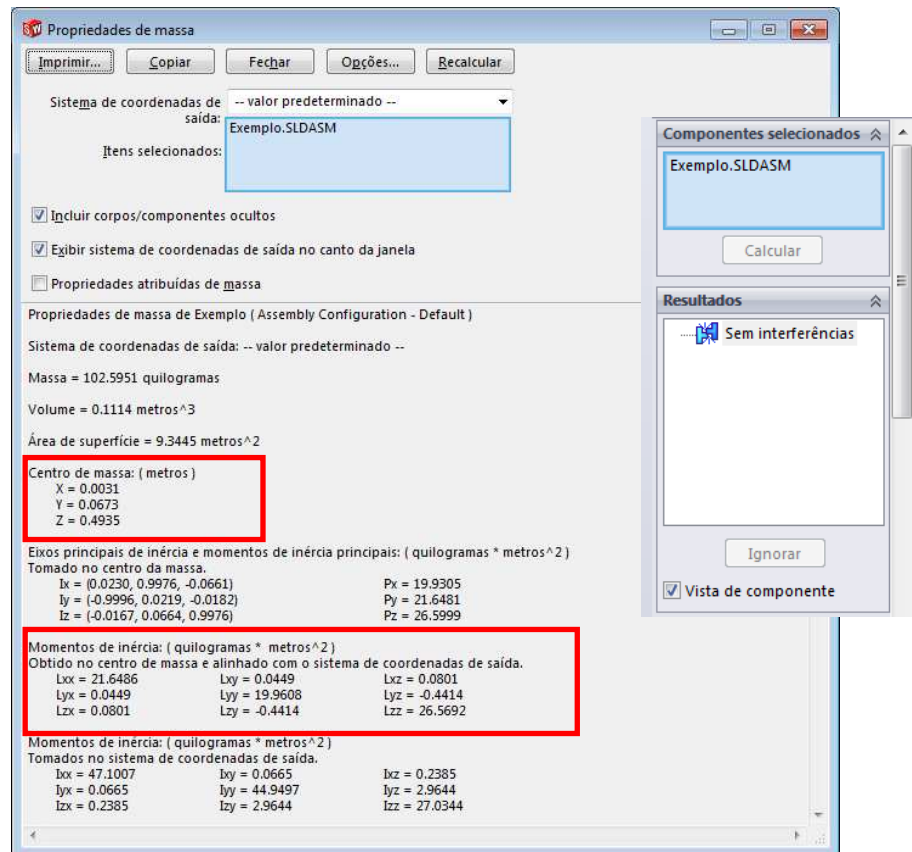 Propriedades de massa
Imprimir... Copiar Fechar Opções... Recalcular
Sistema de coordenadas de saída: -- valor predeterminado --
Itens selecionados: Exemplo.SLDASM
Incluir corpos/componentes ocultos
Exibir sistema de coordenadas de saída no canto da janela
Propriedades atribuídas de massa
Propriedades de massa de Exemplo ( Assembly Configuration - Default )
Sistema de coordenadas de saída: -- valor predeterminado --
Massa = 102.5951 quilogramas
Volume = 0.1114 metros^3
Área de superfície = 9.3445 metros^2
Centro de massa: ( metros )
X = 0.0031
Y = 0.0673
Z = 0.4935
Eixos principais de inércia e momentos de inércia principais: ( quilogramas * metros^2 )
Tomado no centro da massa.
Ix = (0.0230, 0.9976, -0.0661) Px = 19.9305
Iy = (-0.9996, 0.0219, -0.0182) Py = 21.6481
Iz = (-0.0167, 0.0664, 0.9976) Pz = 26.5999
Momentos de inércia: ( quilogramas * metros^2 )
Obtido no centro de massa e alinhado com o sistema de coordenadas de saída.
Lxx = 21.6486 Lxy = 0.0449 Lxz = 0.0801
Lyx = 0.0449 Lyy = 19.9608 Lyz = -0.4414
Lzx = 0.0801 Lzy = -0.4414 Lzz = 26.5692
Momentos de inércia: ( quilogramas * metros^2 )
Tomados no sistema de coordenadas de saída.
Ixx = 47.1007 Ixy = 0.0665 Ixz = 0.2385
Iyx = 0.0665 Iyy = 44.9497 Iyz = 2.9644
Izx = 0.2385 Izy = 2.9644 Izz = 27.0344
Componentes selecionados
Exemplo.SLDASM
Calcular
Resultados
Sem interferências
Ignorar
Vista de componente